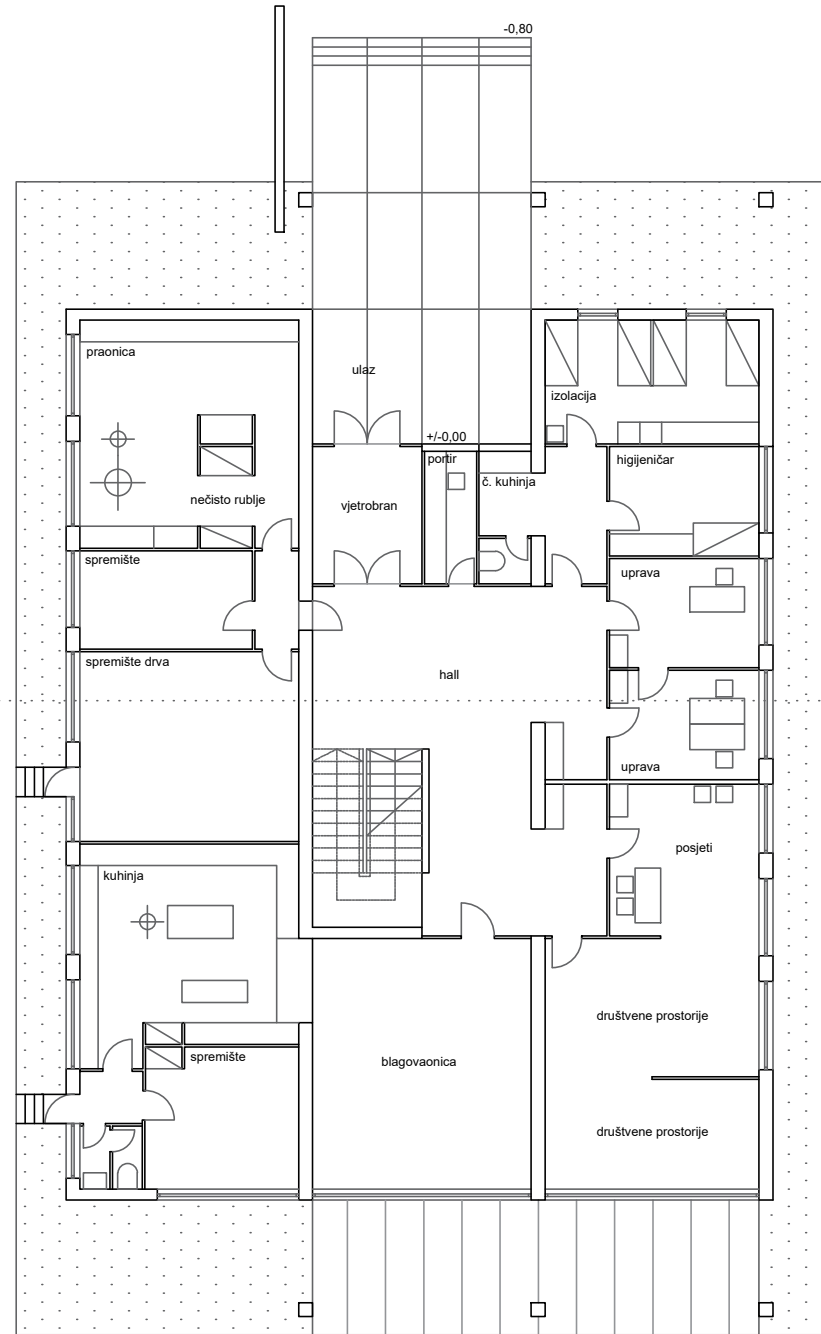 -0,80
praonica
ulaz
izolacija
+/-0,00
portir
higijeničar
č. kuhinja
nečisto rublje
vjetrobran
spremište
uprava
spremište drva
hall
uprava
posjeti
kuhinja
društvene prostorije
spremište
blagovaonica
društvene prostorije